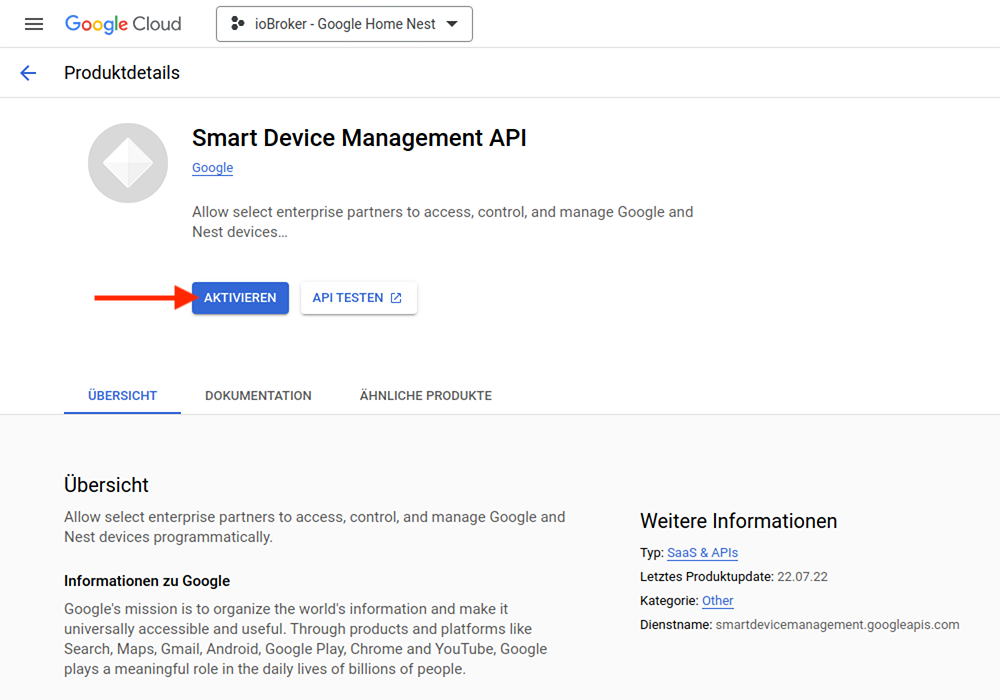 Google Cloud
ioBroker - Google Home Nest
Produktdetails
Smart Device Management API
Google
Allow select enterprise partners to access, control, and manage Google and
Nest devices…
AKTIVIEREN
API TESTEN
ÜBERSICHT
DOKUMENTATION
ÄHNLICHE PRODUKTE
Übersicht
Allow select enterprise partners to access, control, and manage Google and
Nest devices programmatically.
Informationen zu Google
Google's mission is to organize the world's information and make it
universally accessible and useful. Through products and platforms like
Search, Maps, Gmail, Android, Google Play, Chrome and YouTube, Google
plays a meaningful role in the daily lives of billions of people.
Weitere Informationen
Typ: SaaS & APIs
Letztes Produktupdate: 22.07.22
Kategorie: Other
Dienstname: smartdevicemanagement.googleapis.com